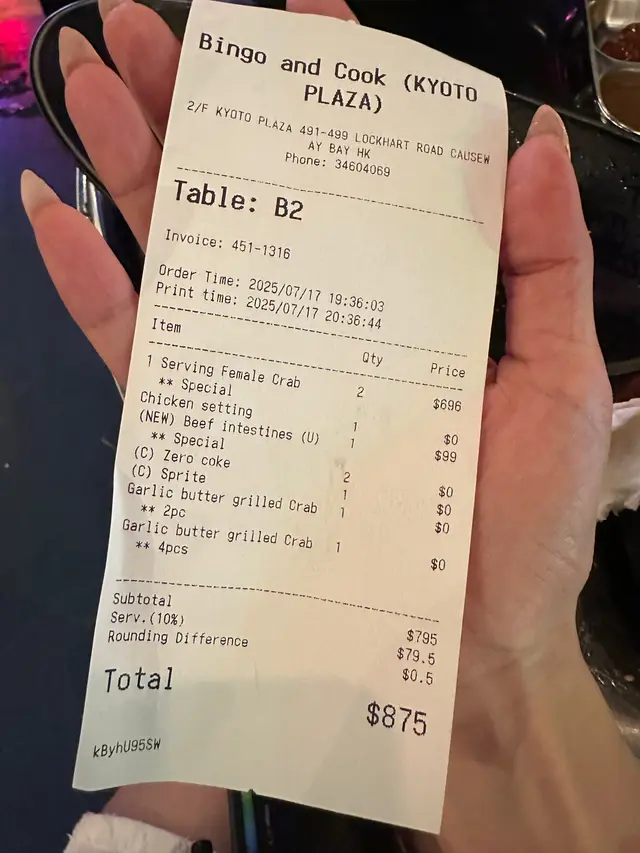 Bingo and Cook (KYOTO
PLAZA)
2/F KYOTO PLAZA 491-499 LOCKHART ROAD CAUSEW
AY BAY HK
Phone: 34604069
Table: B2
Invoice: 451-1316
Order Time: 2025/07/17 19:36:03
Print time: 2025/07/17 20:36:44
Item Qty Price
1 Serving Female Crab 2 $696
** Special
Chicken setting 1 $0
(NEW) Beef intestines (U) 1 $99
** Special
(C) Zero coke 2 $0
(C) Sprite 1 $0
Garlic butter grilled Crab 1 $0
** 2pc
Garlic butter grilled Crab 1 $0
** 4pcs
Subtotal $795
Serv.(10%) $79.5
Rounding Difference $0.5
Total $875
kByhU95SW